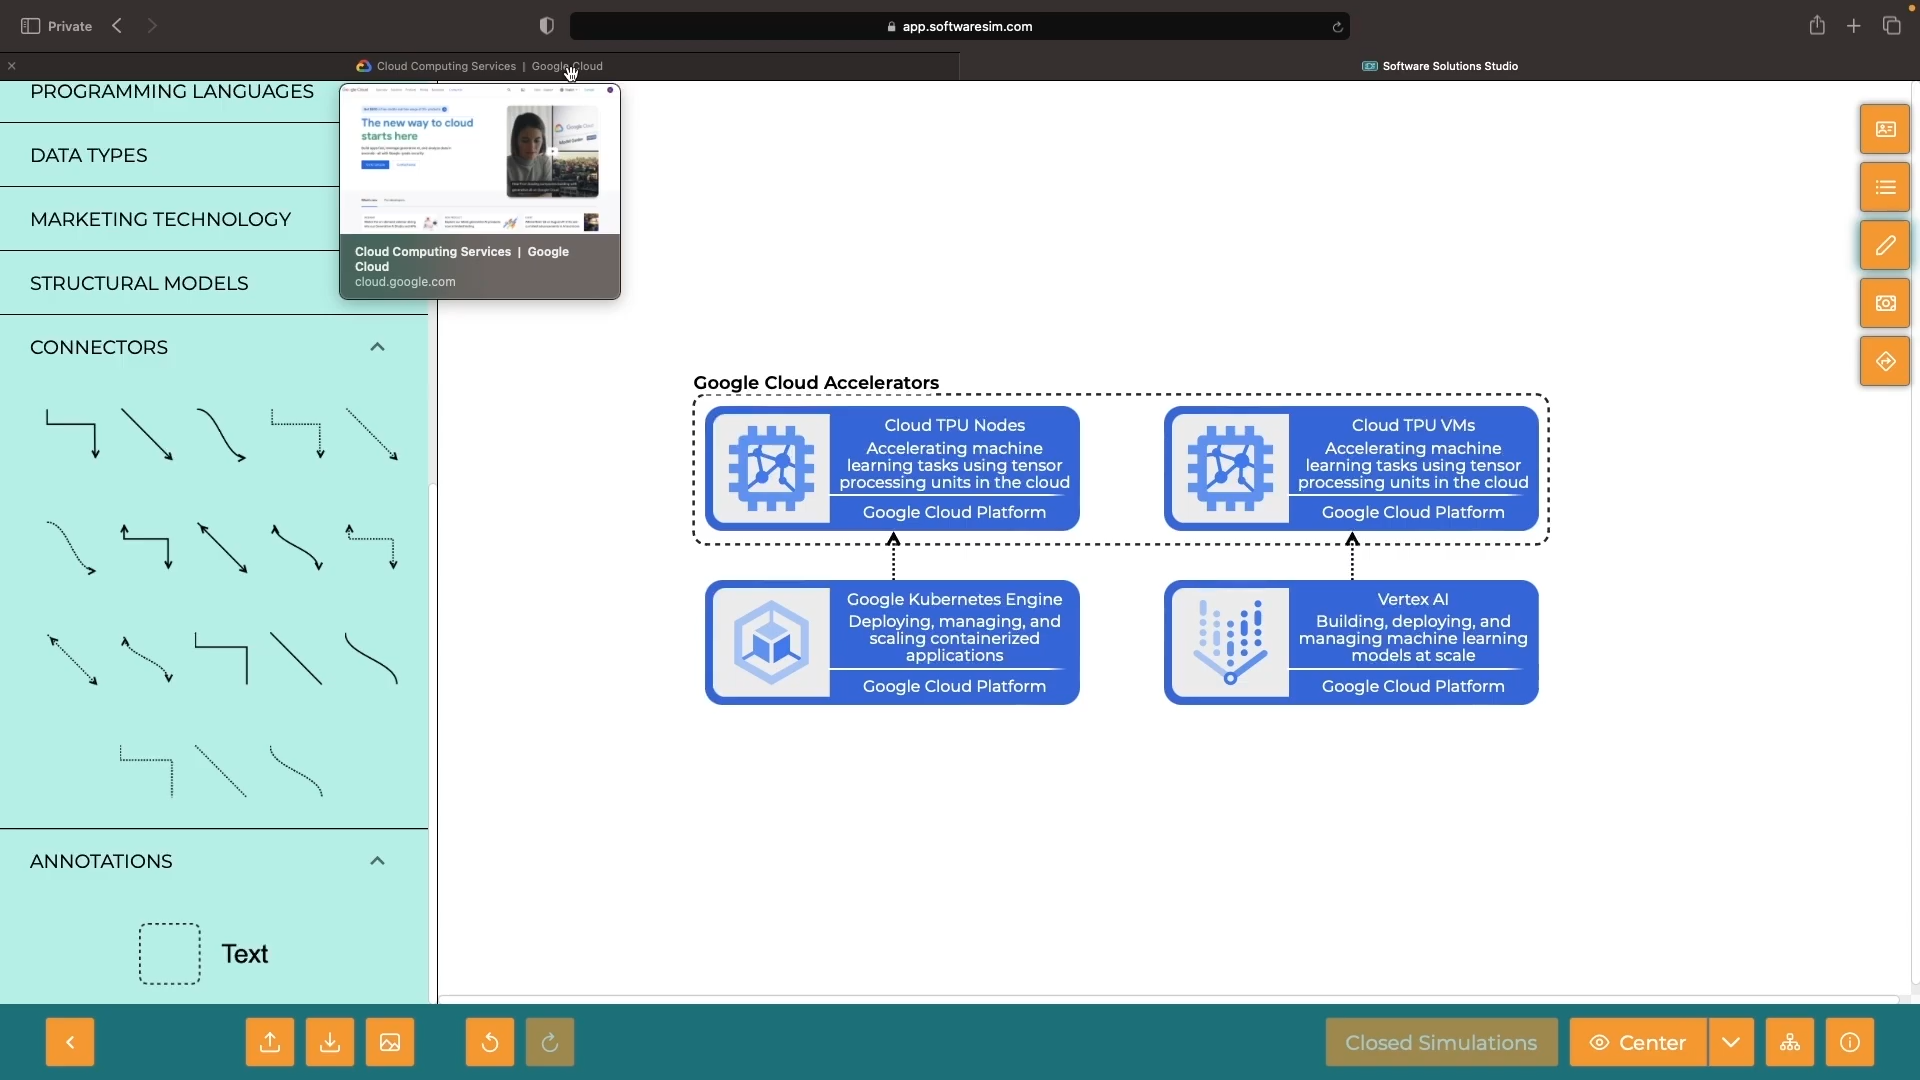 Private
app.softwaresim.com
Cloud Computing Services | Google Cloud
Software Solutions Studio
PROGRAMMING LANGUAGES
DATA TYPES
MARKETING TECHNOLOGY
STRUCTURAL MODELS
CONNECTORS
ANNOTATIONS
Text
The new way to cloud
starts here
Cloud Computing Services | Google
Cloud
cloud.google.com
Google Cloud Accelerators
Cloud TPU Nodes
Accelerating machine
learning tasks using tensor
processing units in the cloud
Google Cloud Platform
Cloud TPU VMs
Accelerating machine
learning tasks using tensor
processing units in the cloud
Google Cloud Platform
Google Kubernetes Engine
Deploying, managing, and
scaling containerized
applications
Google Cloud Platform
Vertex AI
Building, deploying, and
managing machine learning
models at scale
Google Cloud Platform
Closed Simulations
Center